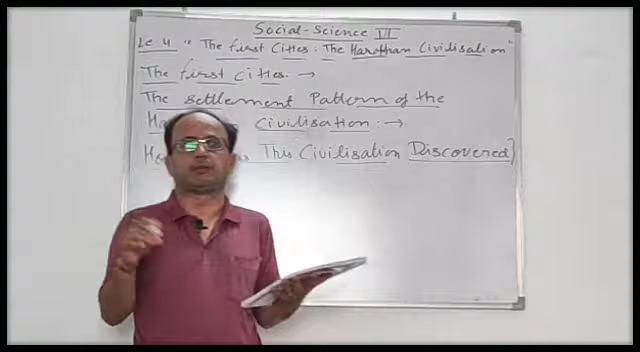 Social-Science VI
Le 4 " The first Cities: The Harappan Civilisation"
The first Cities. →
The settlement Pattern of the
Civilisation: →
This Civilisation Discovered)